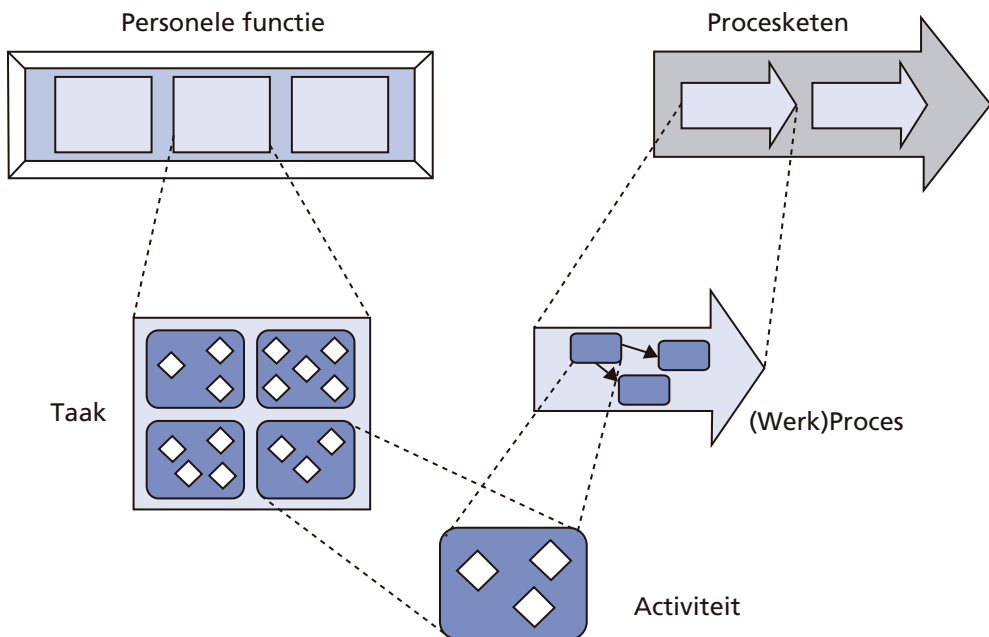 Personele functie
Procesketen
Taak
(Werk)Proces
Activiteit